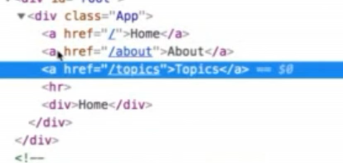 ▼<div class="App">
<a href="/">Home</a>
<a href="/about">About</a>
<a href="/topics">Topics</a> == $0
<hr>
<div>Home</div>
</div>
</div>
<!--